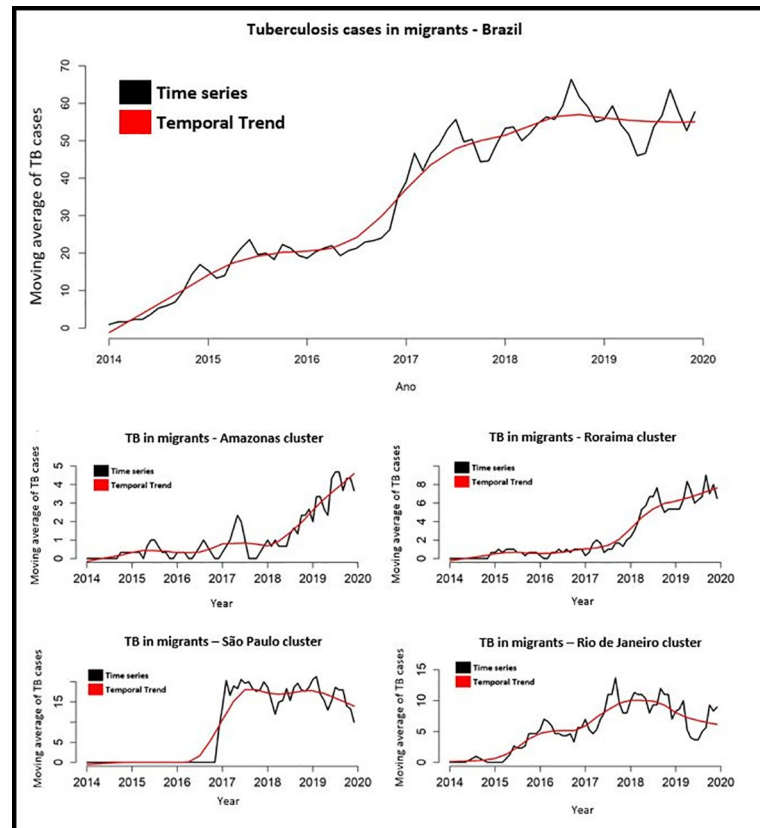 Tuberculosis cases in migrants - Brazil
Moving average of TB cases
70
60
50
40
30
20
10
0
Time series
Temporal Trend
2014 2015 2016 2017 2018 2019 2020
Ano
TB in migrants - Amazonas cluster
Moving average of TB cases
5
4
3
2
1
0
Time series
Temporal Trend
2014 2015 2016 2017 2018 2019 2020
Year
TB in migrants - Roraima cluster
Moving average of TB cases
8
6
4
2
0
Time series
Temporal Trend
2014 2015 2016 2017 2018 2019 2020
Year
TB in migrants – São Paulo cluster
Moving average of TB cases
15
5
0
Time series
Temporal Trend
2014 2015 2016 2017 2018 2019 2020
Year
TB in migrants – Rio de Janeiro cluster
Moving average of TB cases
15
10
5
0
Time series
Temporal Trend
2014 2015 2016 2017 2018 2019 2020
Year